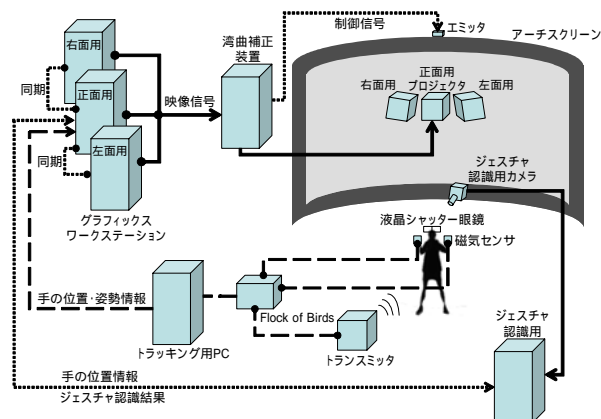 制御信号
エミッタ
アーチスクリーン
右面用
湾曲補正
装置
正面用
プロジェクタ
右面用
左面用
同期
正面用
映像信号
左面用
同期
グラフィックス
ワークステーション
ジェスチャ
認識用カメラ
液晶シャッター眼鏡
磁気センサ
手の位置・姿勢情報
Flock of Birds
トラッキング用PC
トランスミッタ
ジェスチャ
認識用
手の位置情報
ジェスチャ認識結果